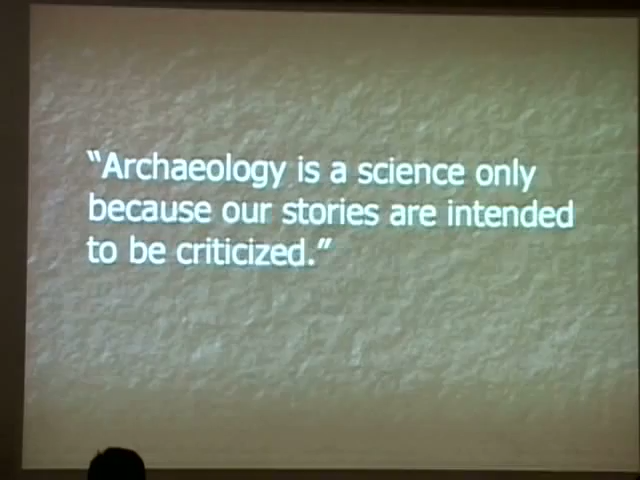 “Archaeology is a science only
because our stories are intended
to be criticized.”